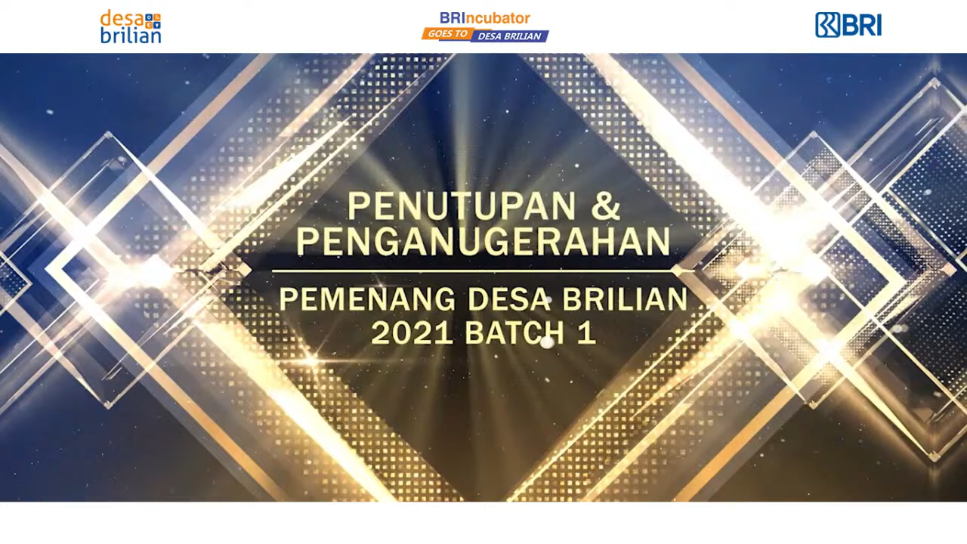 desa
brilian
BRIncubator
GOES TO DESA BRILIAN
BRI
PENUTUPAN &
PENGANUGERAHAN
PEMENANG DESA BRILIAN
2021 BATCH 1